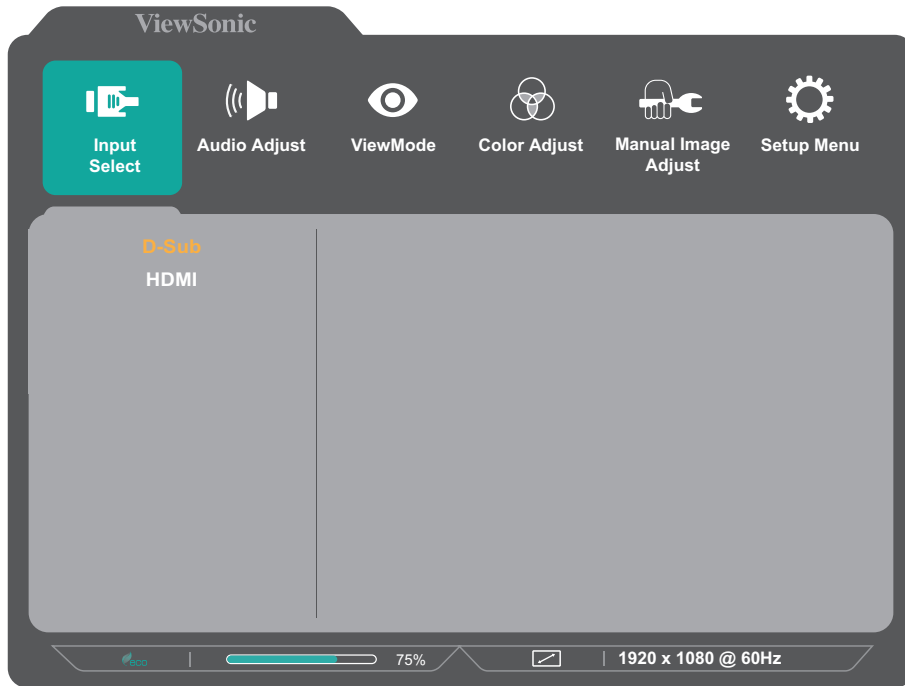 ViewSonic
Input
Select
Audio Adjust
ViewMode
Color Adjust
Manual Image
Adjust
Setup Menu
D-Sub
HDMI
eco
75%
1920 x 1080 @ 60Hz